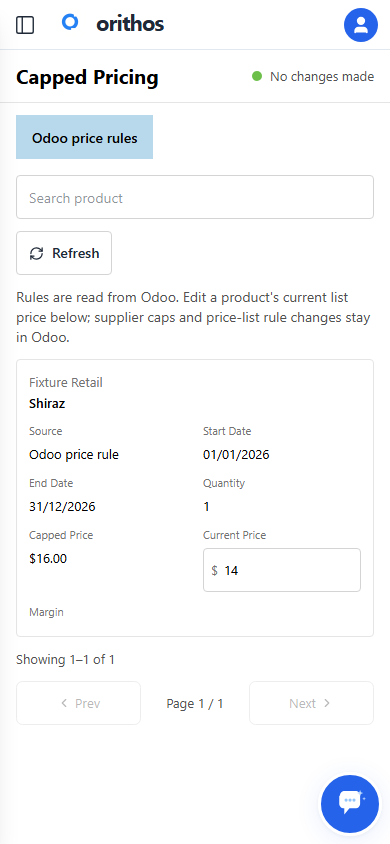 orithos
Capped Pricing
No changes made
Odoo price rules
Search product
Refresh
Rules are read from Odoo. Edit a product's current list
price below; supplier caps and price-list rule changes stay
in Odoo.
Fixture Retail
Shiraz
Source
Start Date
Odoo price rule
01/01/2026
End Date
Quantity
31/12/2026
1
Capped Price
Current Price
$16.00
$ 14
Margin
Showing 1–1 of 1
Prev
Page 1 / 1
Next